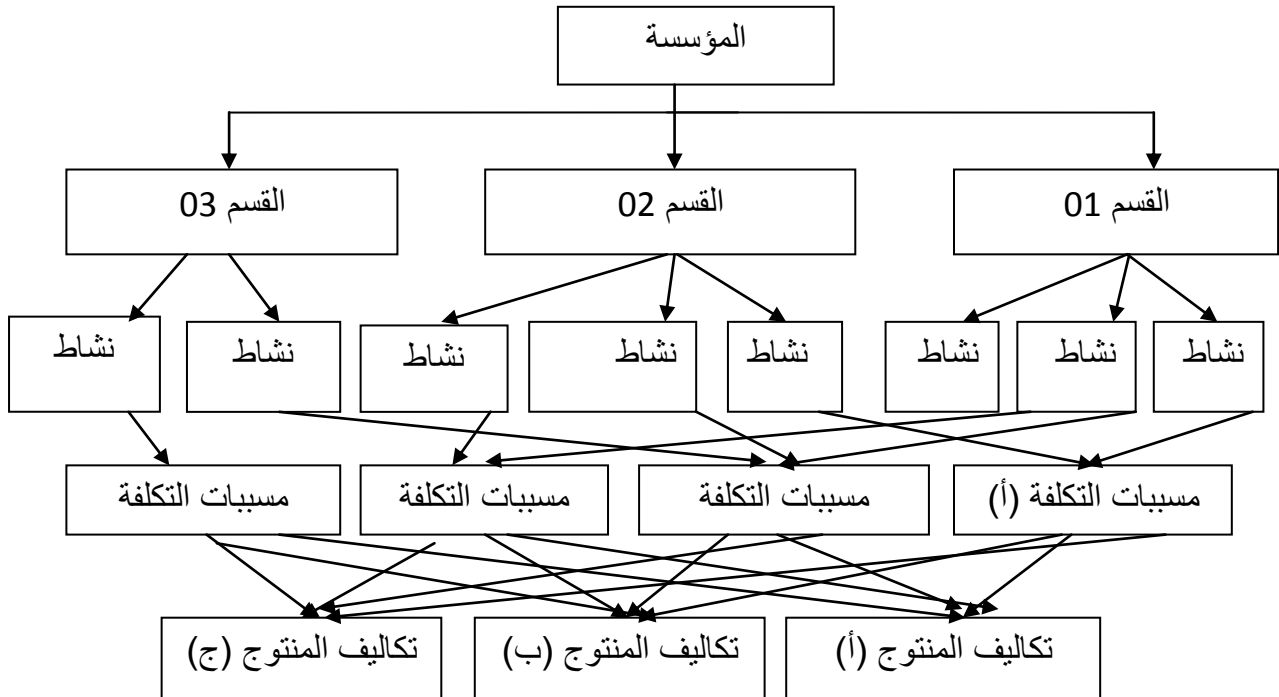 المؤسسة
القسم 01
القسم 02
القسم 03
نشاط
نشاط
نشاط
نشاط
نشاط
نشاط
نشاط
نشاط
مسببات التكلفة (أ)
مسببات التكلفة
مسببات التكلفة
مسببات التكلفة
تكاليف المنتوج (أ)
تكاليف المنتوج (ب)
تكاليف المنتوج (ج)